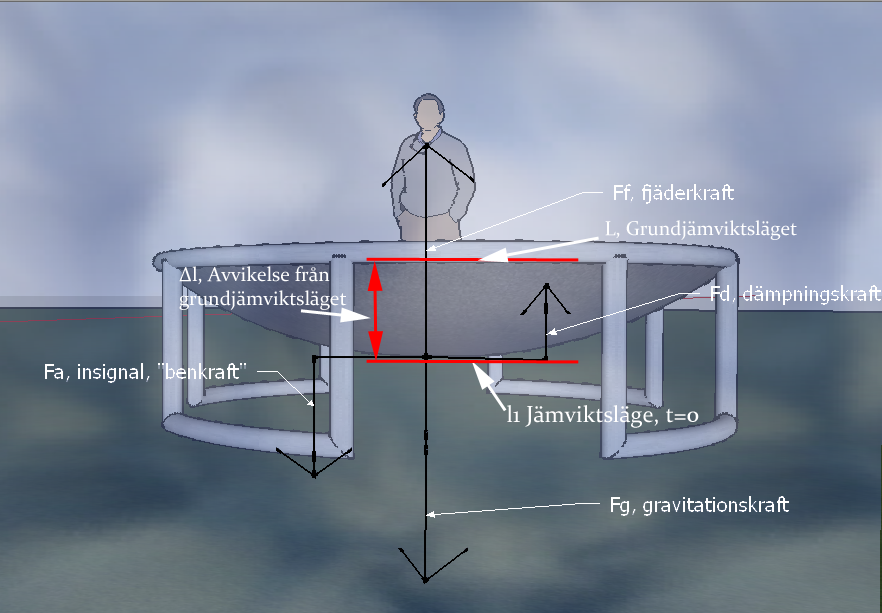 Ff, fjäderkraft
L, Grundjämviktsläget
Δl, Avvikelse från
grundjämviktsläget
Fd, dämpningskraft
Fa, insignal, "benkraft"
l1 Jämviktsläge, t=0
Fg, gravitationskraft